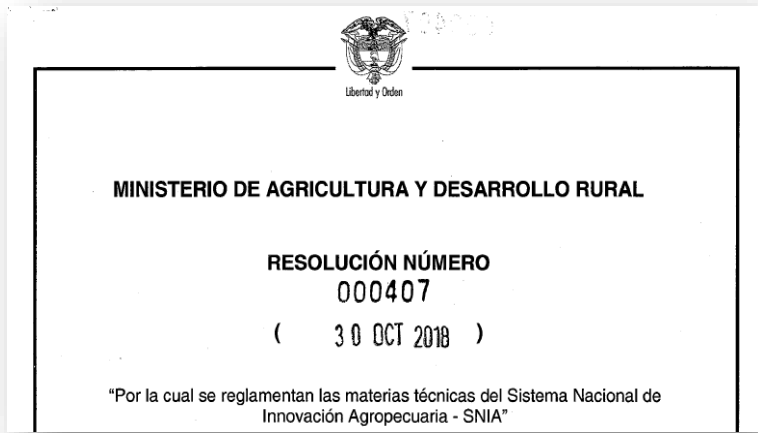 Libertad y Orden
MINISTERIO DE AGRICULTURA Y DESARROLLO RURAL
RESOLUCIÓN NÚMERO
000407
( 30 OCT 2018 )
“Por la cual se reglamentan las materias técnicas del Sistema Nacional de
Innovación Agropecuaria - SNIA”